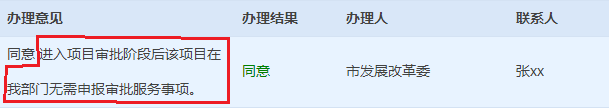 办理意见 办理结果 办理人 联系人
同意 进入项目审批阶段后该项目在
我部门无需申报审批服务事项。
同意 市发展改革委 张xx